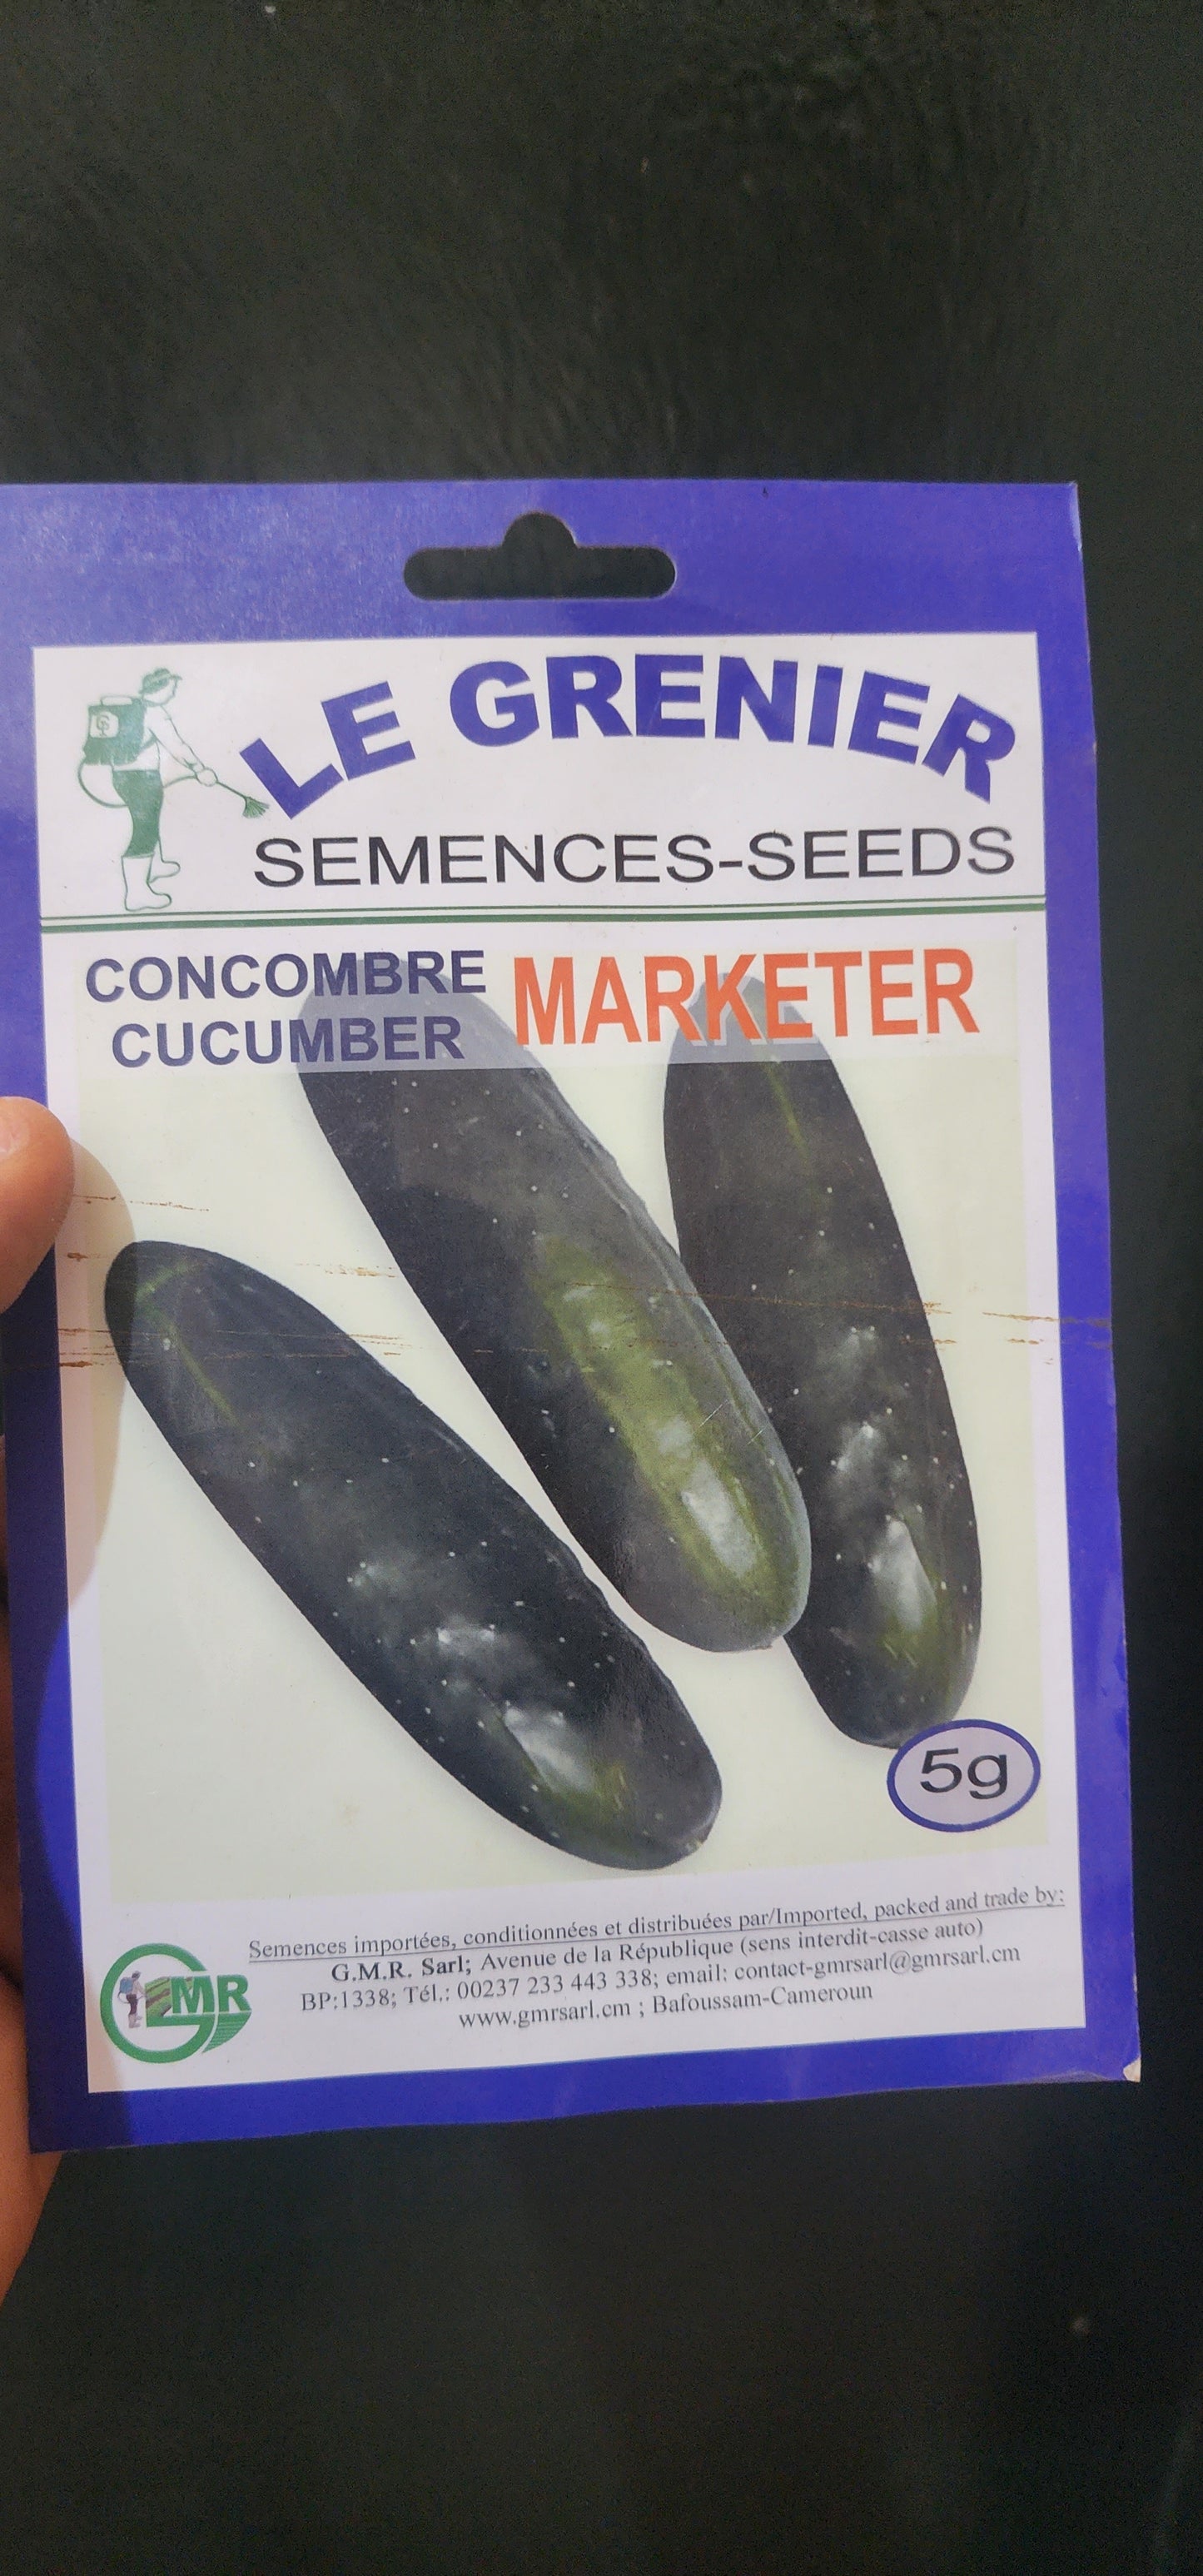 LE GRENIER
SEMENCES-SEEDS
CONCOMBRE
CUCUMBER
MARKETER
5g
Semences importées, conditionnées et distribuées par/Imported, packed and trade by:
G.M.R. Sarl; Avenue de la République (sens interdit-casse auto)
BP:1338; Tél.: 00237 233 443 338; email: contact-gmrsarl@gmrsarl.cm
www.gmrsarl.cm ; Bafoussam-Cameroun
GMR